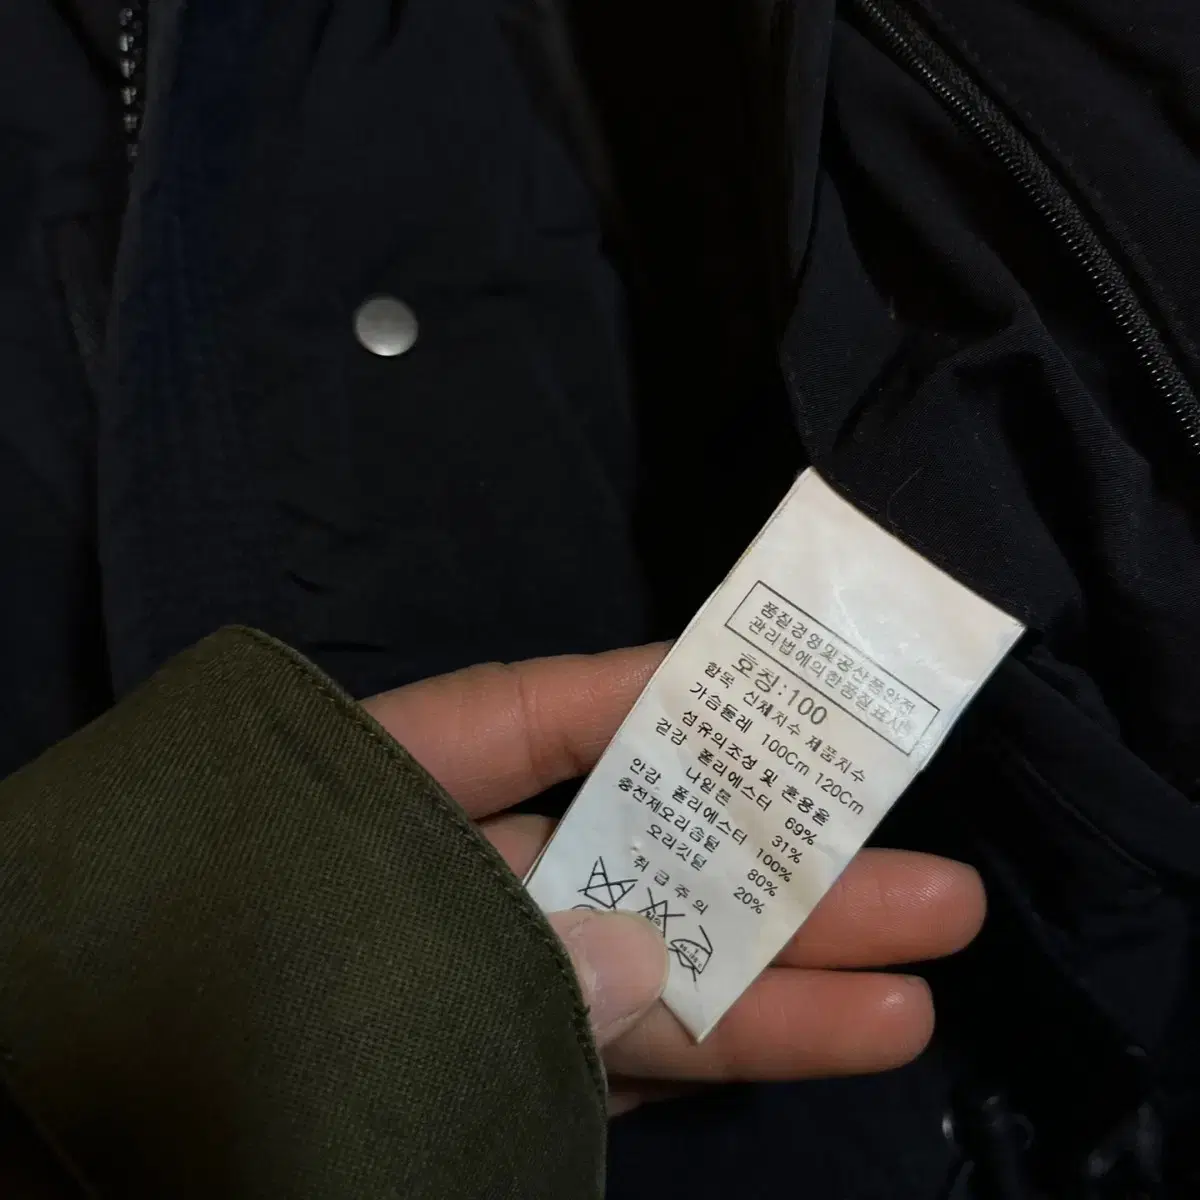 품질경영및공산품안전
관리법에의한품질표시
호칭:100
항목 신체치수 제품치수
가슴둘레 100Cm 120Cm
섬유의조성 및 혼용율
겉감 폴리에스터 69%
나일론 31%
안감 폴리에스터 100%
충전제오리솜털 80%
오리깃털 20%
취급주의